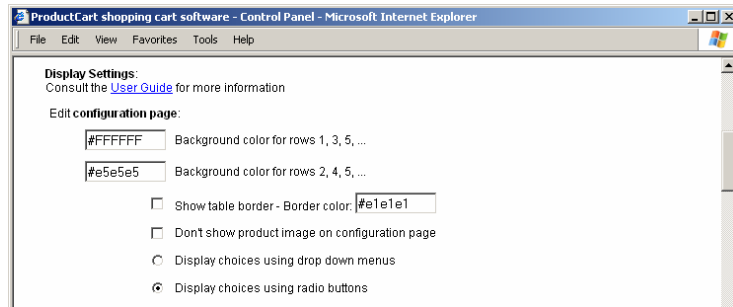 ProductCart shopping cart software - Control Panel - Microsoft Internet Explorer
File Edit View Favorites Tools Help
Display Settings:
Consult the User Guide for more information
Edit configuration page:
#FFFFFF Background color for rows 1, 3, 5, ...
#e5e5e5 Background color for rows 2, 4, 5, ...
Show table border - Border color: #e1e1e1
Don't show product image on configuration page
Display choices using drop down menus
Display choices using radio buttons